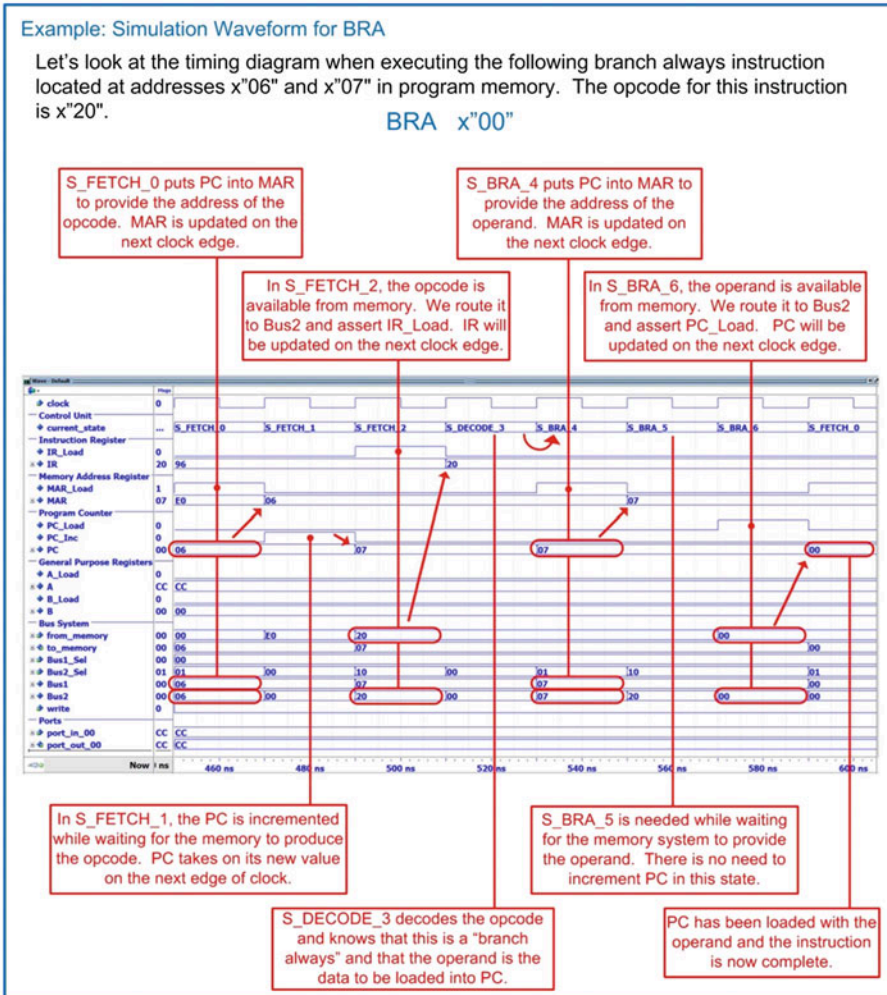 Example: Simulation Waveform for BRA
Let's look at the timing diagram when executing the following branch always instruction
located at addresses x"06" and x"07" in program memory.  The opcode for this instruction
is x"20".
BRA   x"00"
S_FETCH_0 puts PC into MAR
to provide the address of the
opcode.  MAR is updated on the
next clock edge.
S_BRA_4 puts PC into MAR to
provide the address of the
operand.  MAR is updated on
the next clock edge.
In S_FETCH_2, the opcode is
available from memory.  We route it
to Bus2 and assert IR_Load.  IR will
be updated on the next clock edge.
In S_BRA_6, the operand is available
from memory.  We route it to Bus2
and assert PC_Load.   PC will be
updated on the next clock edge.
Wave - Default
Msgs
clock 0
Control Unit
current_state ... S_FETCH_0 S_FETCH_1 S_FETCH_2 S_DECODE_3 S_BRA_4 S_BRA_5 S_BRA_6 S_FETCH_0
Instruction Register
IR_Load 0
IR 20 96 20
Memory Address Register
MAR_Load 1
MAR 07 E0 06 07
Program Counter
PC_Load 0
PC_Inc 0
PC 00 06 07 07 00
General Purpose Registers
A_Load 0
A CC CC
B_Load 0
B 00 00
Bus System
from_memory 00 00 E0 20 00
to_memory 00 06 07 00
Bus1_Sel 00 00
Bus2_Sel 01 01 00 10 00 01 10 01
Bus1 00 06 07 07 00
Bus2 00 06 00 20 00 07 20 00 00
write 0
Ports
port_in_00 CC CC
port_out_00 CC CC
Now ns 460 ns 480 ns 500 ns 520 ns 540 ns 560 ns 580 ns 600 ns
In S_FETCH_1, the PC is incremented
while waiting for the memory to produce
the opcode.  PC takes on its new value
on the next edge of clock.
S_BRA_5 is needed while waiting
for the memory system to provide
the operand.  There is no need to
increment PC in this state.
S_DECODE_3 decodes the opcode
and knows that this is a "branch
always" and that the operand is the
data to be loaded into PC.
PC has been loaded with the
operand and the instruction
is now complete.